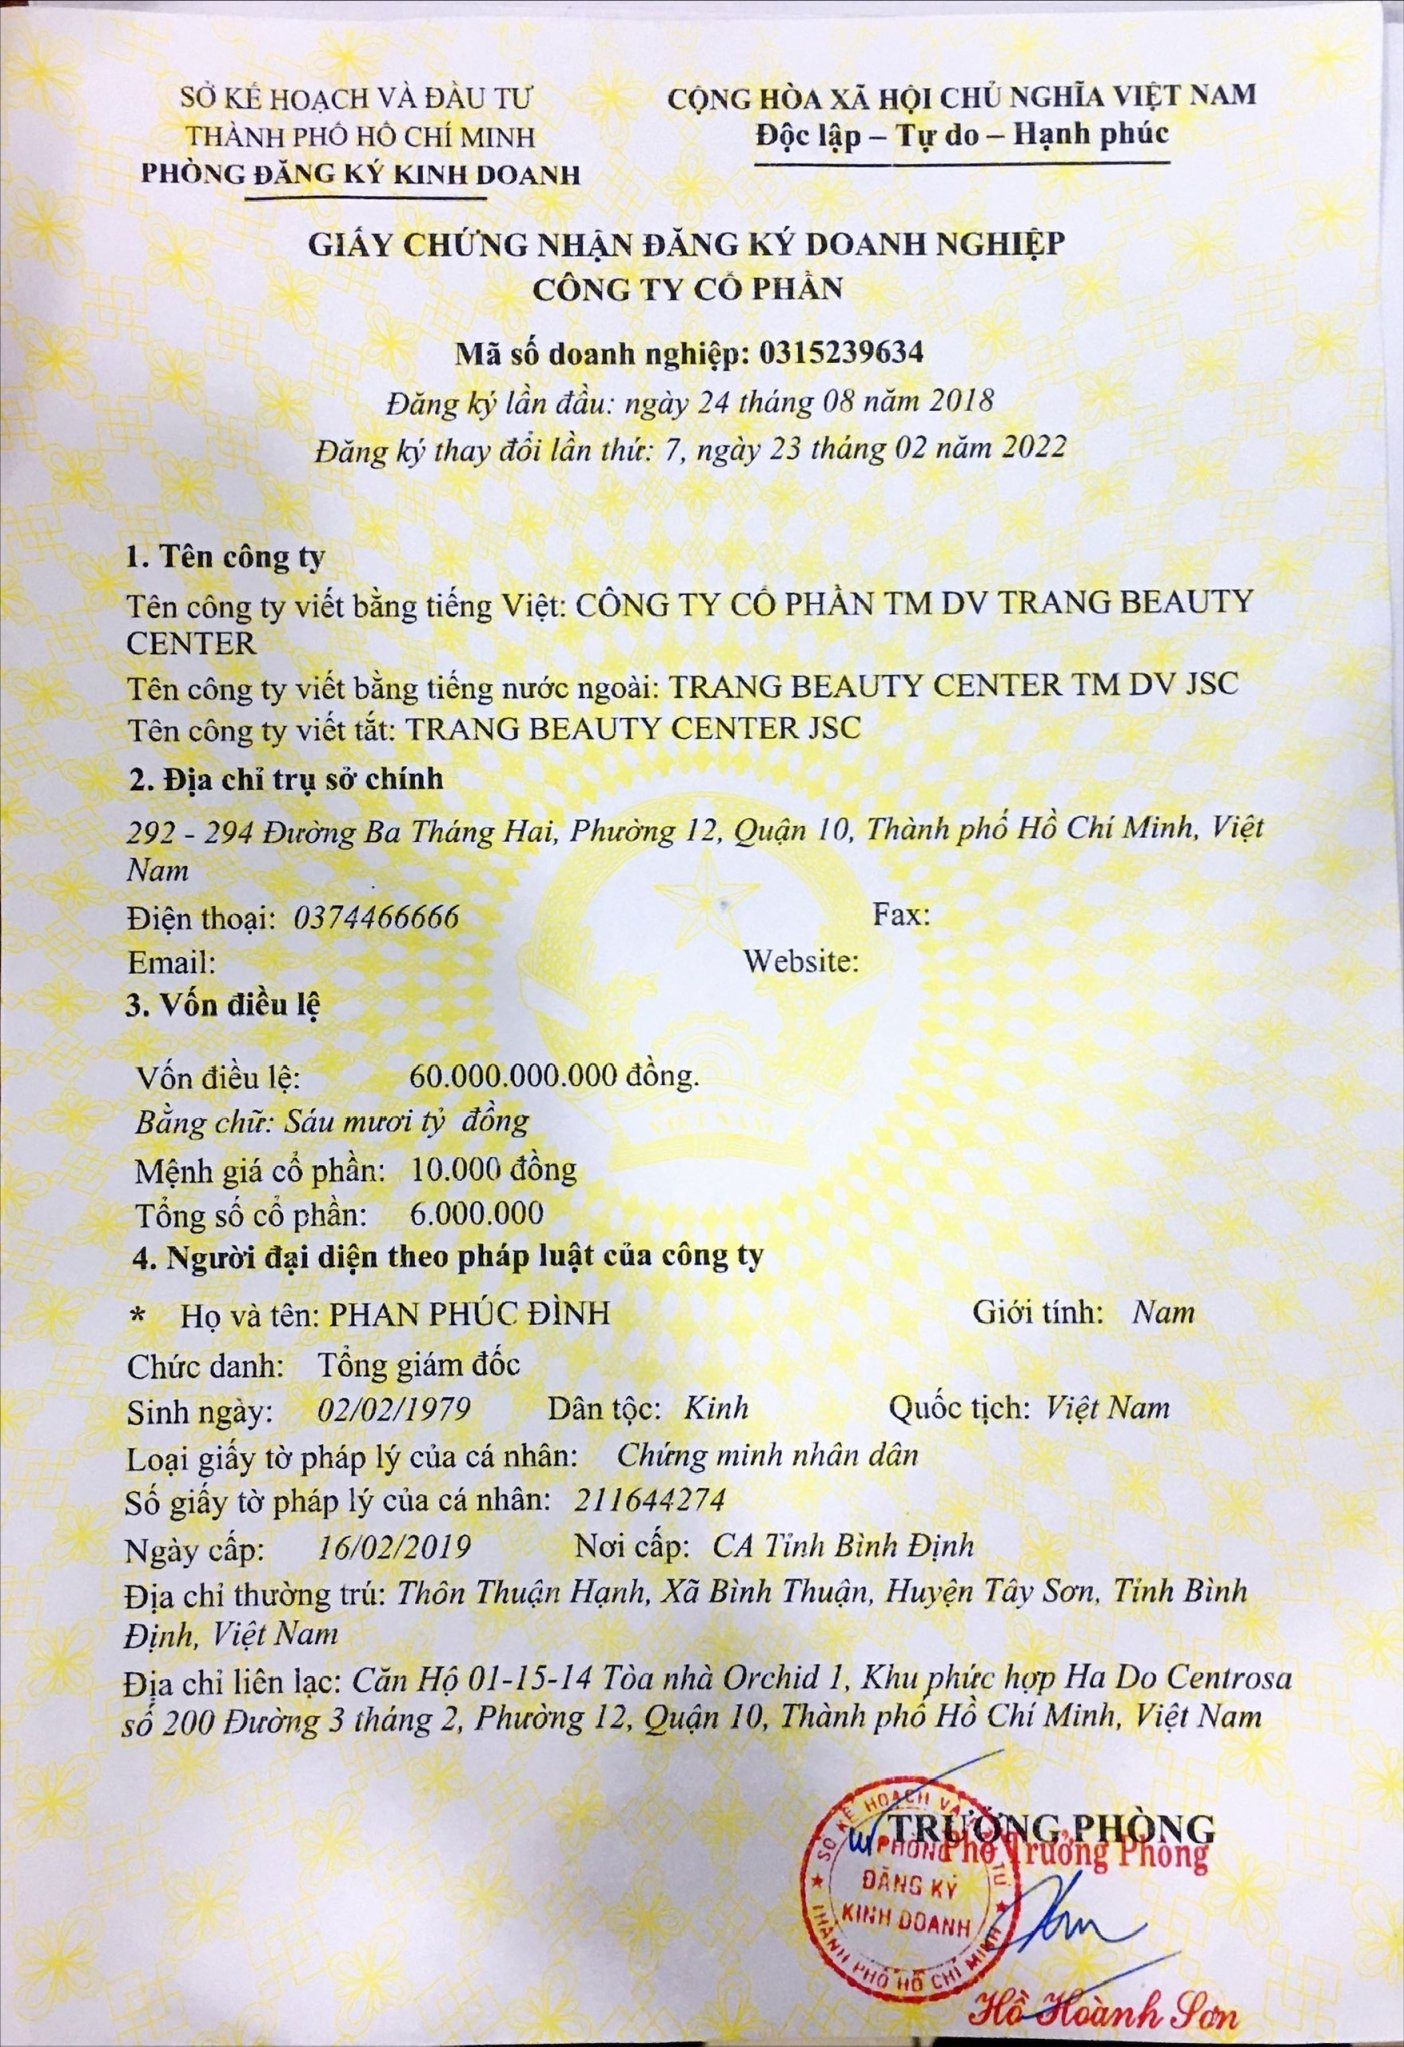 SỞ KẾ HOẠCH VÀ ĐẦU TƯ
THÀNH PHỐ HỒ CHÍ MINH
PHÒNG ĐĂNG KÝ KINH DOANH
CỘNG HÒA XÃ HỘI CHỦ NGHĨA VIỆT NAM
Độc lập – Tự do – Hạnh phúc
GIẤY CHỨNG NHẬN ĐĂNG KÝ DOANH NGHIỆP
CÔNG TY CỔ PHẦN
Mã số doanh nghiệp: 0315239634
Đăng ký lần đầu: ngày 24 tháng 08 năm 2018
Đăng ký thay đổi lần thứ: 7, ngày 23 tháng 02 năm 2022
1. Tên công ty
Tên công ty viết bằng tiếng Việt: CÔNG TY CỔ PHẦN TM DV TRANG BEAUTY
CENTER
Tên công ty viết bằng tiếng nước ngoài: TRANG BEAUTY CENTER TM DV JSC
Tên công ty viết tắt: TRANG BEAUTY CENTER JSC
2. Địa chỉ trụ sở chính
292 - 294 Đường Ba Tháng Hai, Phường 12, Quận 10, Thành phố Hồ Chí Minh, Việt
Nam
Điện thoại: 0374466666 Fax:
Email: Website:
3. Vốn điều lệ
Vốn điều lệ: 60.000.000.000 đồng.
Bằng chữ: Sáu mươi tỷ đồng
Mệnh giá cổ phần: 10.000 đồng
Tổng số cổ phần: 6.000.000
4. Người đại diện theo pháp luật của công ty
* Họ và tên: PHAN PHÚC ĐÌNH Giới tính: Nam
Chức danh: Tổng giám đốc
Sinh ngày: 02/02/1979 Dân tộc: Kinh Quốc tịch: Việt Nam
Loại giấy tờ pháp lý của cá nhân: Chứng minh nhân dân
Số giấy tờ pháp lý của cá nhân: 211644274
Ngày cấp: 16/02/2019 Nơi cấp: CA Tỉnh Bình Định
Địa chỉ thường trú: Thôn Thuận Hạnh, Xã Bình Thuận, Huyện Tây Sơn, Tỉnh Bình
Định, Việt Nam
Địa chỉ liên lạc: Căn Hộ 01-15-14 Tòa nhà Orchid 1, Khu phức hợp Ha Do Centrosa
số 200 Đường 3 tháng 2, Phường 12, Quận 10, Thành phố Hồ Chí Minh, Việt Nam
TRƯỞNG PHÒNG
Phó Trưởng Phòng
SỞ KẾ HOẠCH VÀ TƯ
PHÒNG
ĐĂNG KÝ
KINH DOANH
THÀNH PHỐ HỒ CHÍ MINH
Hồ Hoành Sơn